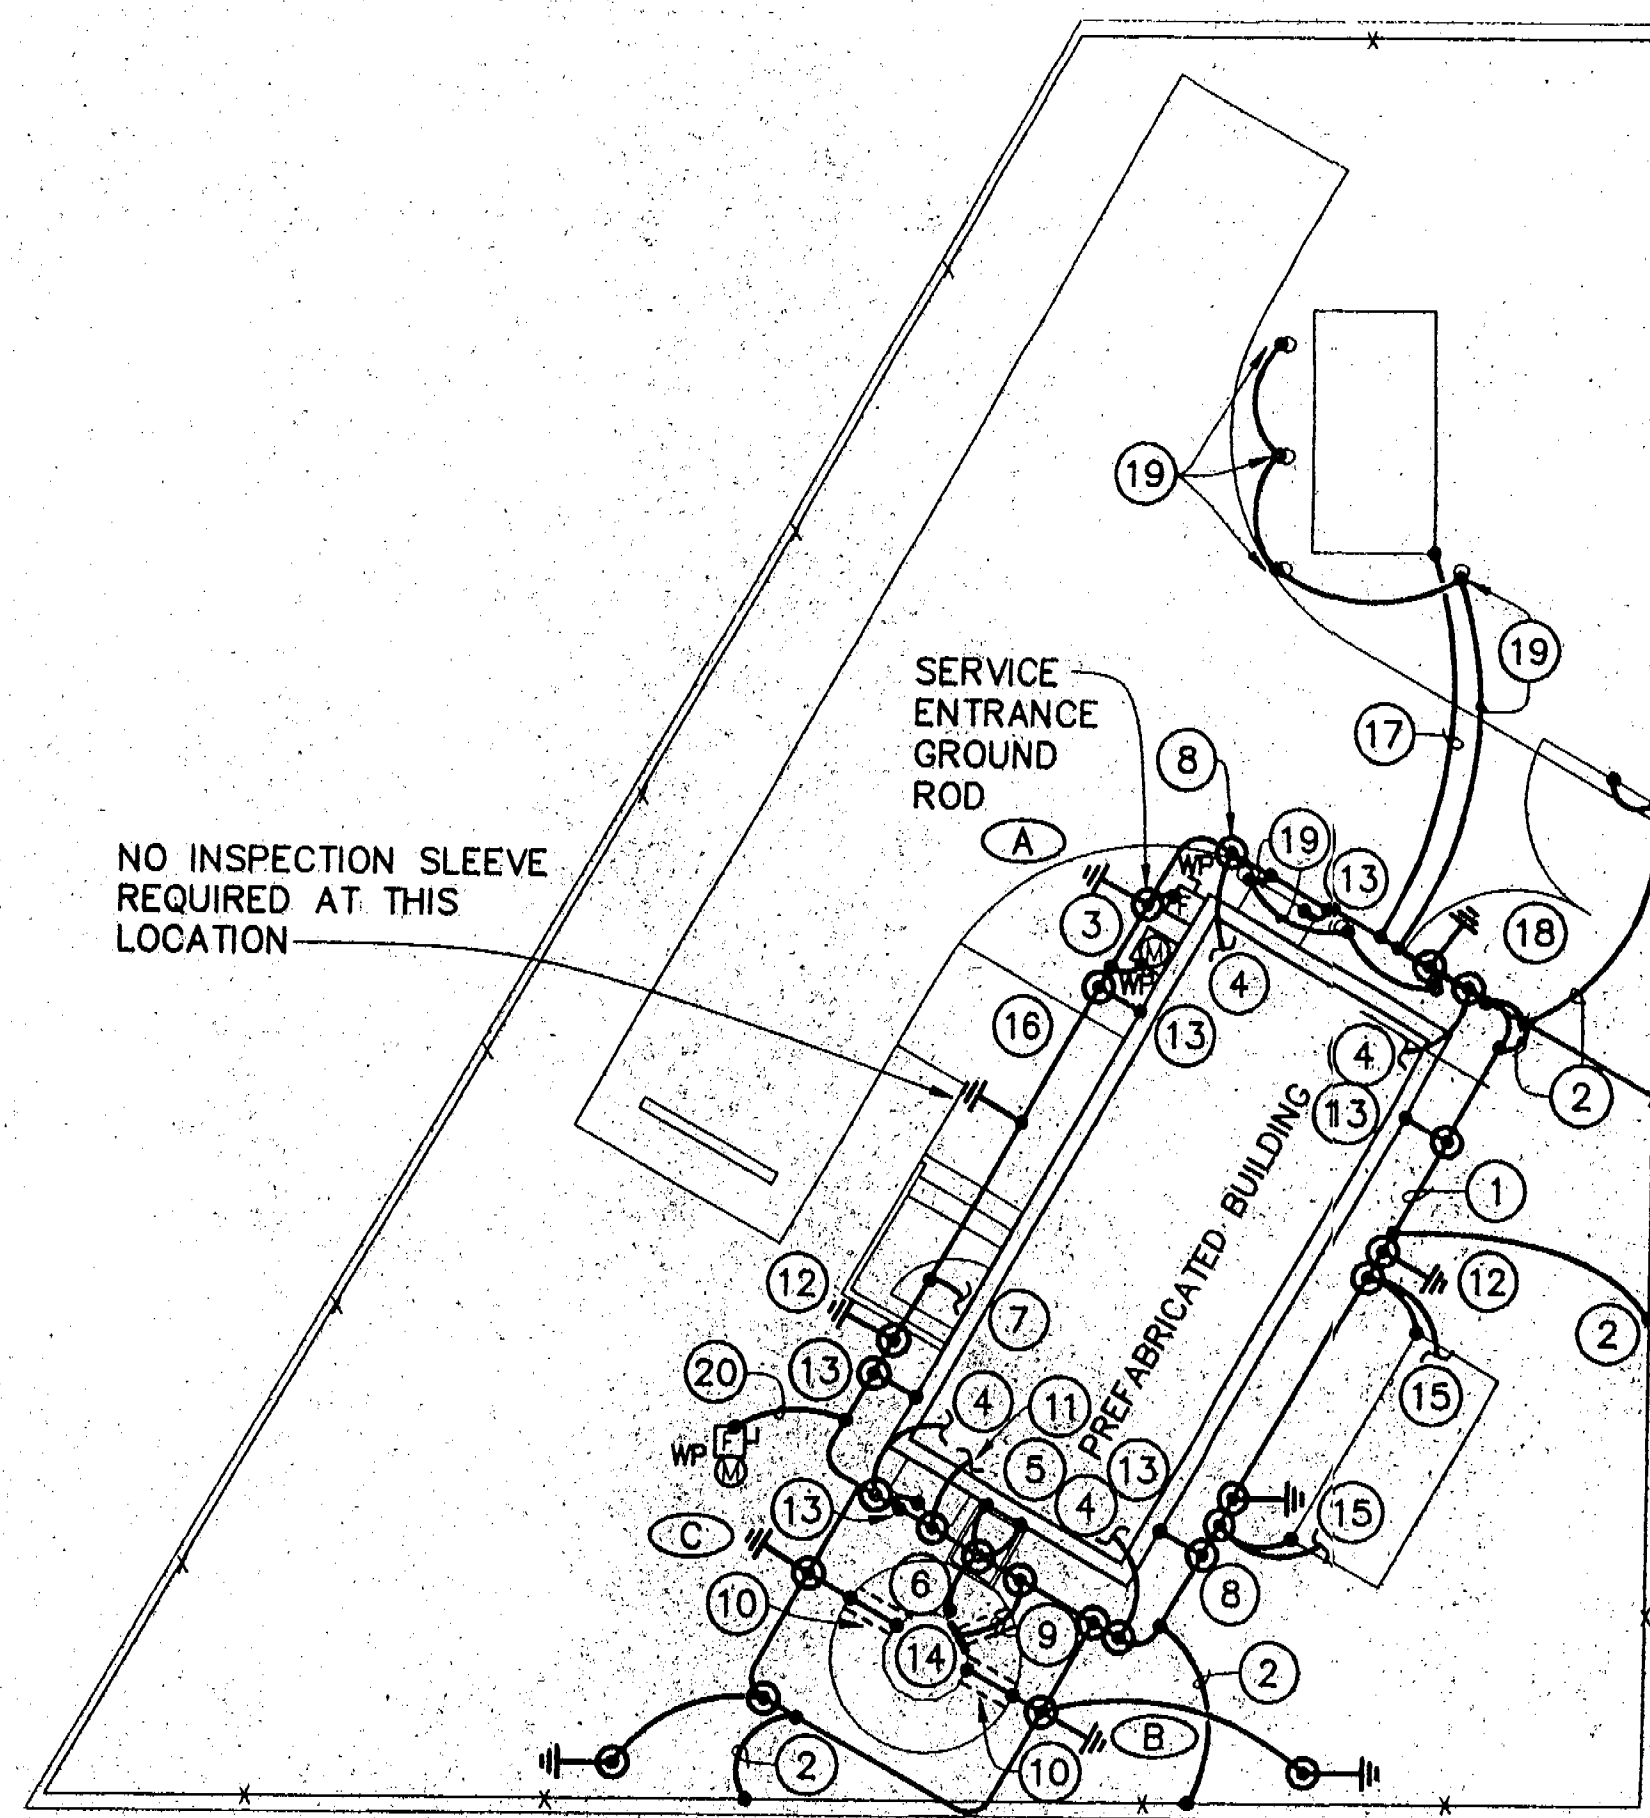 X
X
X
19
X
19
SERVICE
ENTRANCE
GROUND
ROD
17
8
A
X
NO INSPECTION SLEEVE
REQUIRED AT THIS
LOCATION
WP
19
13
F
3
18
M
4
WP
16
13
X
4
2
13
PREFABRICATED BUILDING
1
12
12
X
7
2
20
13
15
4
11
WP
F
M
5
13
4
13
15
C
X
6
8
10
X
9
14
2
B
2
10
X
X
X
X